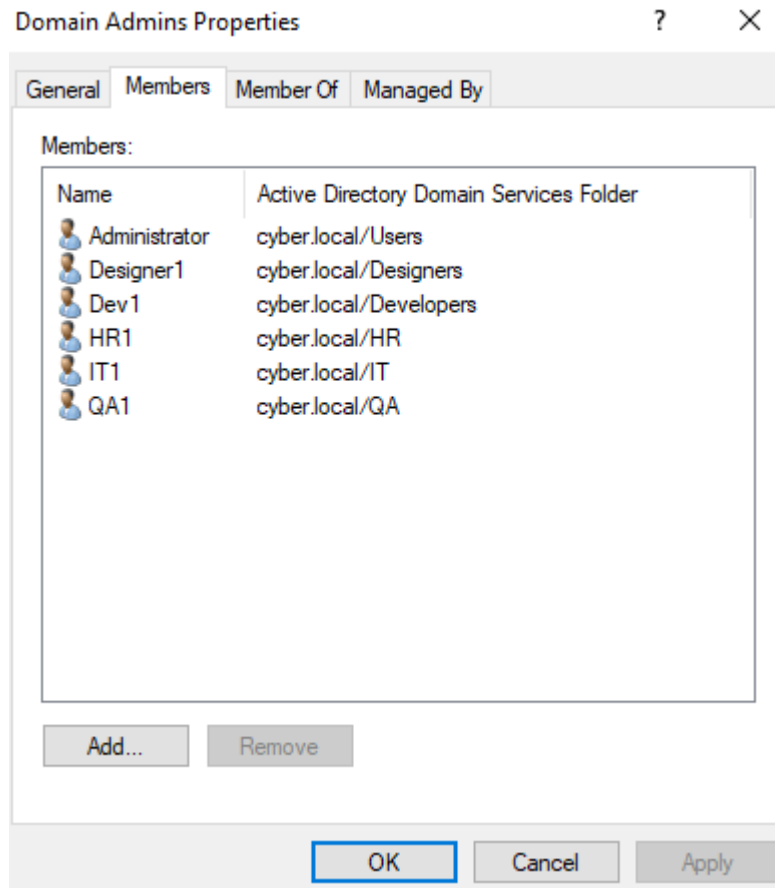 Domain Admins Properties ? ×
General Members Member Of Managed By
Members:
Name Active Directory Domain Services Folder
Administrator cyber.local/Users
Designer1 cyber.local/Designers
Dev1 cyber.local/Developers
HR1 cyber.local/HR
IT1 cyber.local/IT
QA1 cyber.local/QA
Add... Remove
OK Cancel Apply